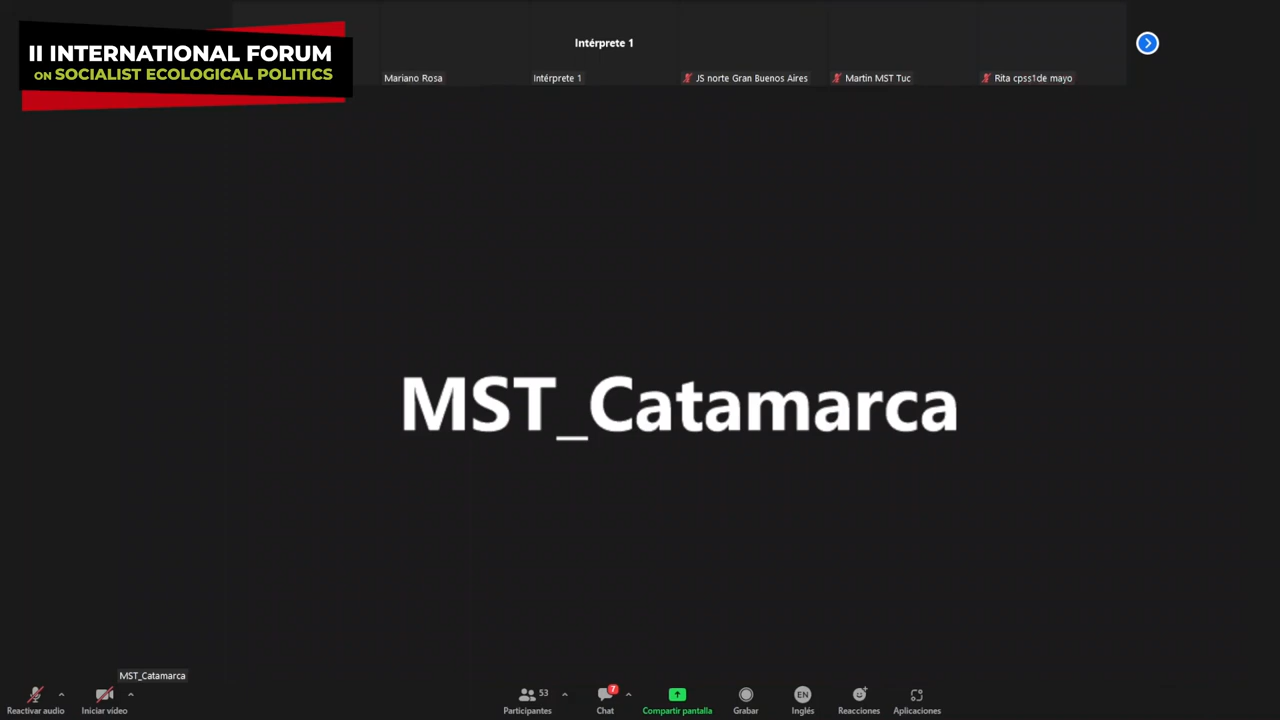 II INTERNATIONAL FORUM
ON SOCIALIST ECOLOGICAL POLITICS
Intérprete 1
Mariano Rosa
Intérprete 1
JS norte Gran Buenos Aires
Martin MST Tuc
Rita cpss1de mayo
MST_Catamarca
MST_Catamarca
53
7
EN
Reactivar audio
Iniciar vídeo
Participantes
Chat
Compartir pantalla
Grabar
Inglés
Reacciones
Aplicaciones